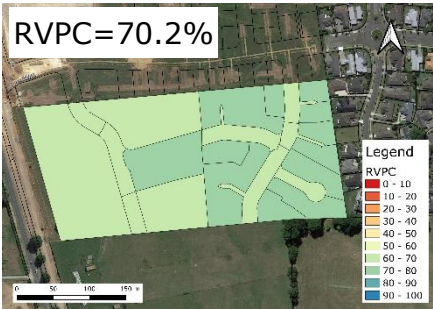 RVPC=70.2%
Legend
RVPC
0 - 10
10 - 20
20 - 30
30 - 40
40 - 50
50 - 60
60 - 70
70 - 80
80 - 90
90 - 100
0 50 100 150 m